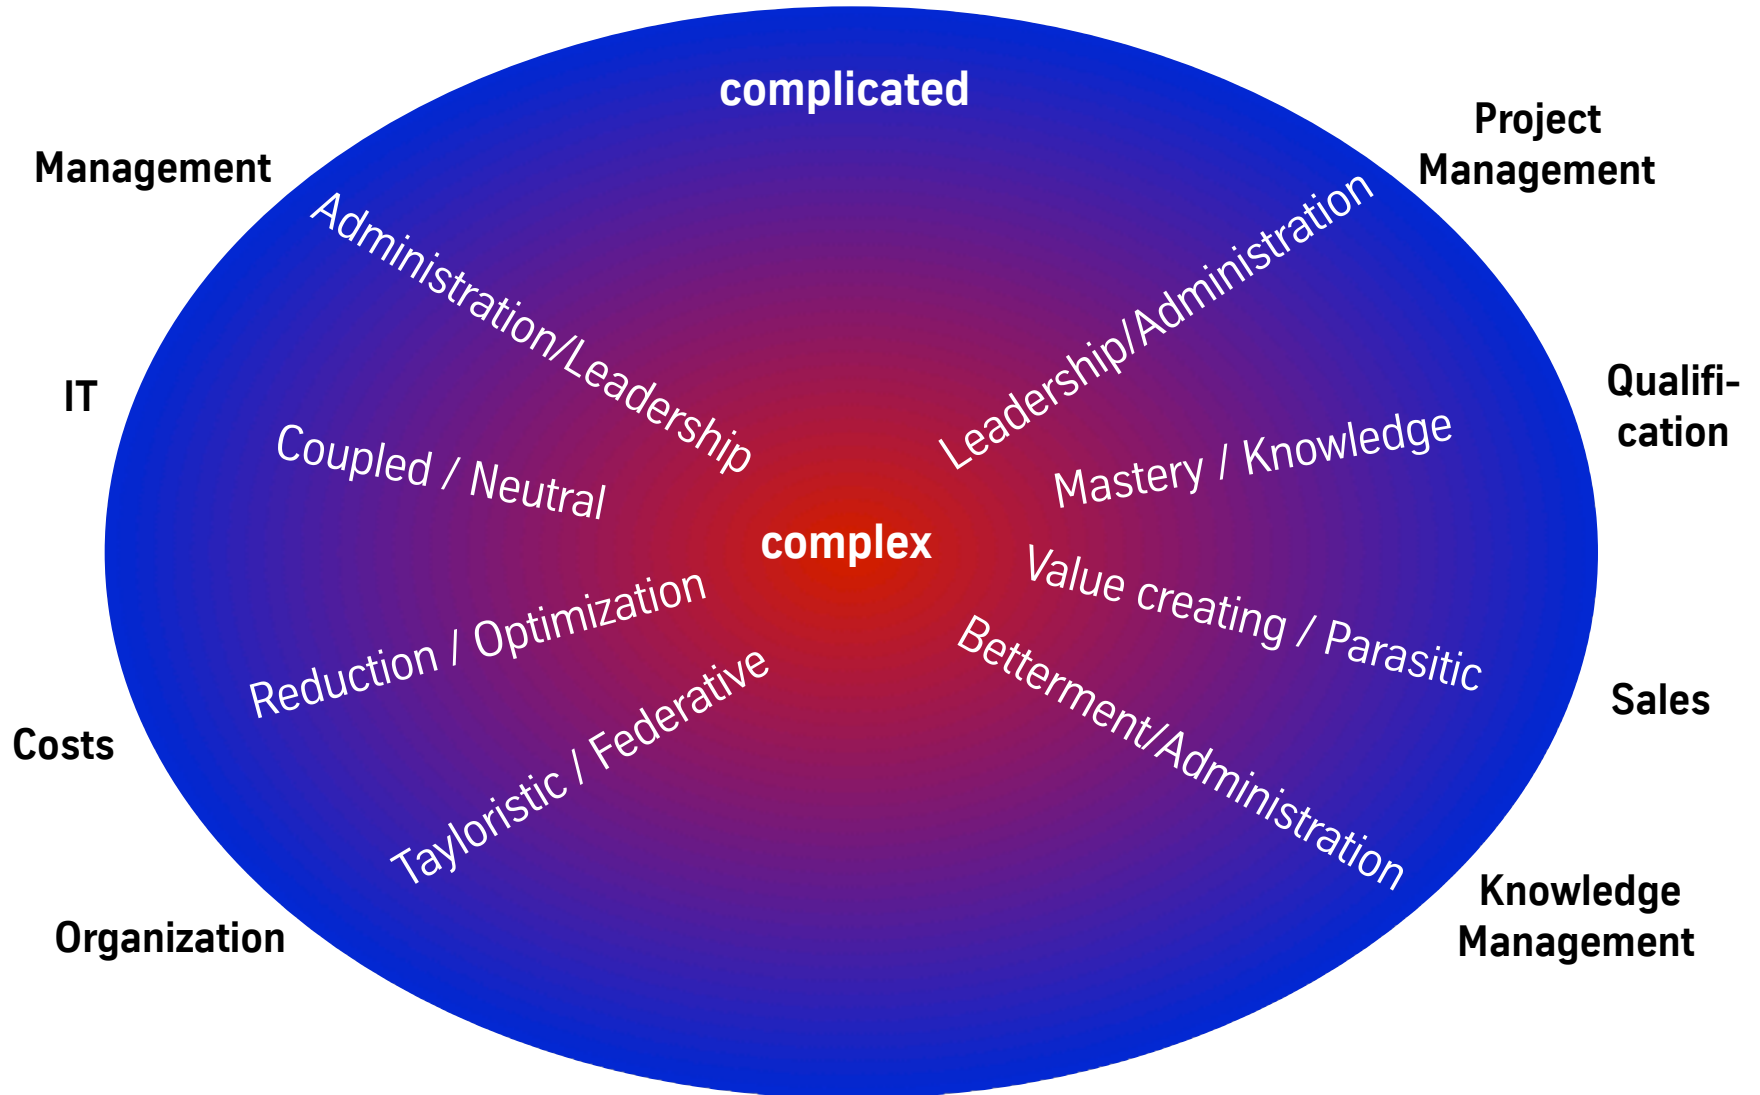 complicated
Management
Project
Management
Administration/Leadership
Leadership/Administration
IT
Qualifi-
cation
Coupled / Neutral
Mastery / Knowledge
complex
Reduction / Optimization
Value creating / Parasitic
Costs
Sales
Tayloristic / Federative
Betterment/Administration
Organization
Knowledge
Management